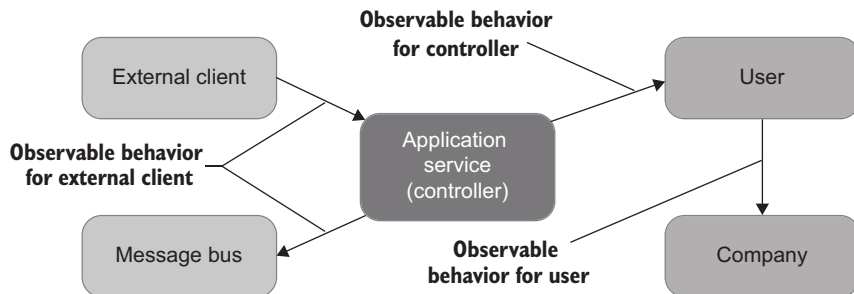 Observable behavior
for controller
External client
User
Application
service
(controller)
Observable behavior
for external client
Message bus
Observable
behavior for user
Company